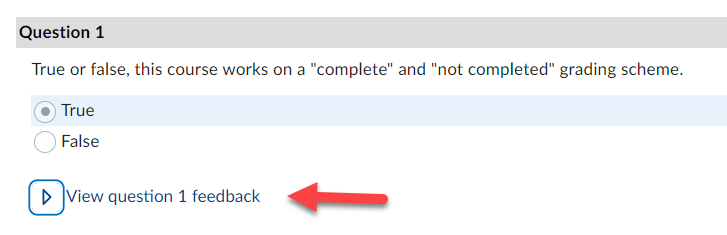 Question 1
True or false, this course works on a "complete" and "not completed" grading scheme.
True
False
View question 1 feedback